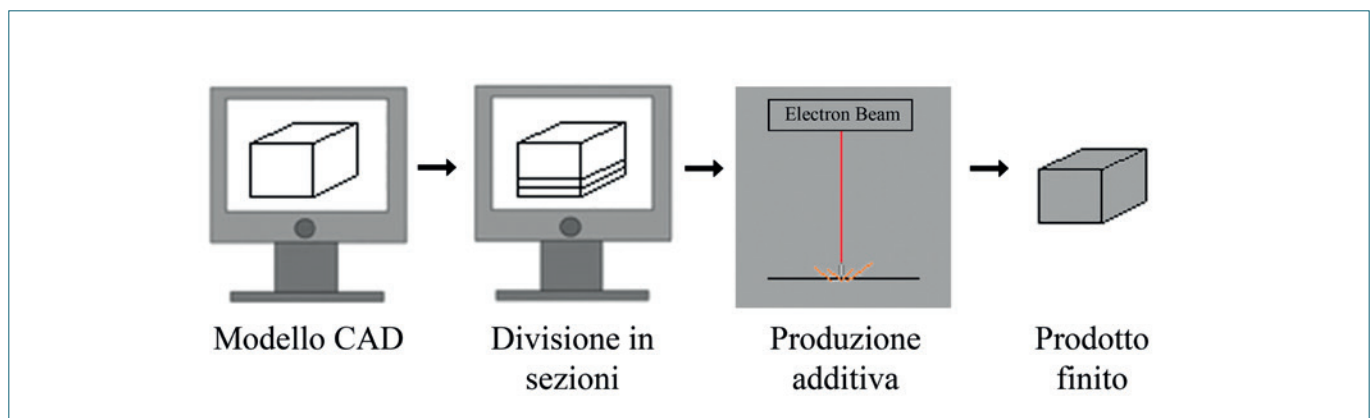 Electron Beam
Modello CAD
Divisione in
sezioni
Produzione
additiva
Prodotto
finito